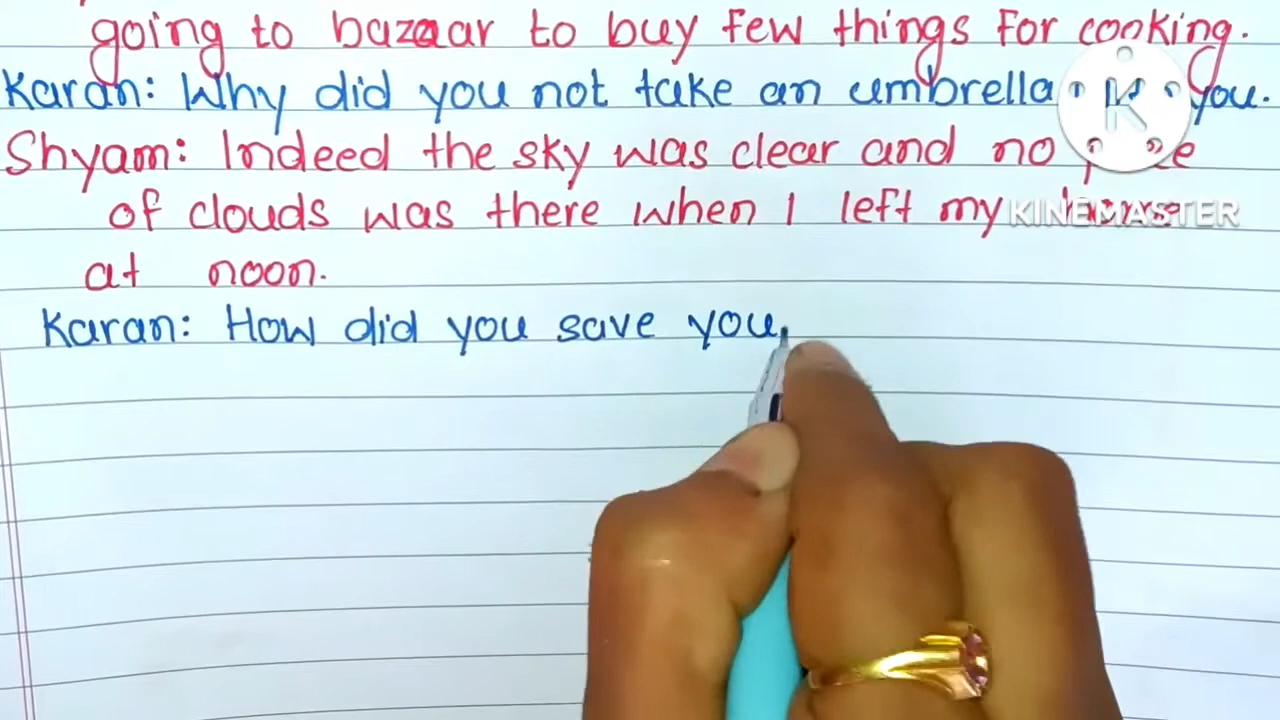 going to bazaar to buy few things for cooking.
Karan: Why did you not take an umbrella you.
Shyam: Indeed the sky was clear and no
of clouds was there when I left my
at noon.
Karan: How did you save you
K
KINEMASTER